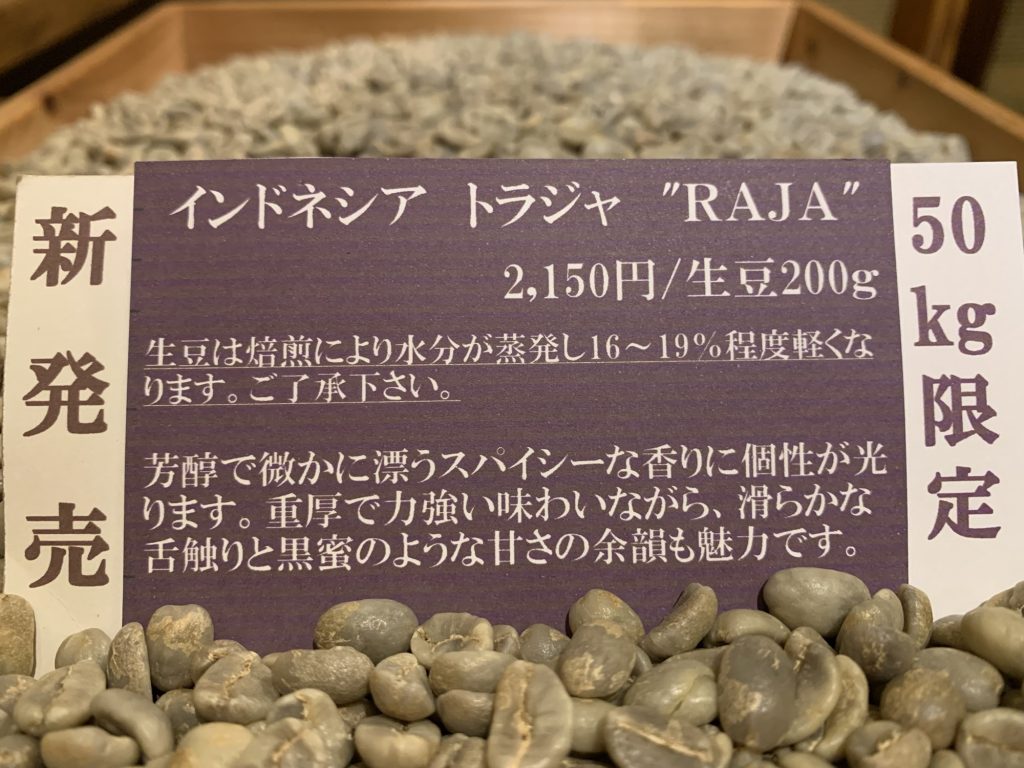 新発売
インドネシア トラジャ "RAJA"
2,150円/生豆200g
生豆は焙煎により水分が蒸発し16～19％程度軽くな
ります。ご了承下さい。
芳醇で微かに漂うスパイシーな香りに個性が光
ります。重厚で力強い味わいながら、滑らかな
舌触りと黒蜜のような甘さの余韻も魅力です。
50kg限定